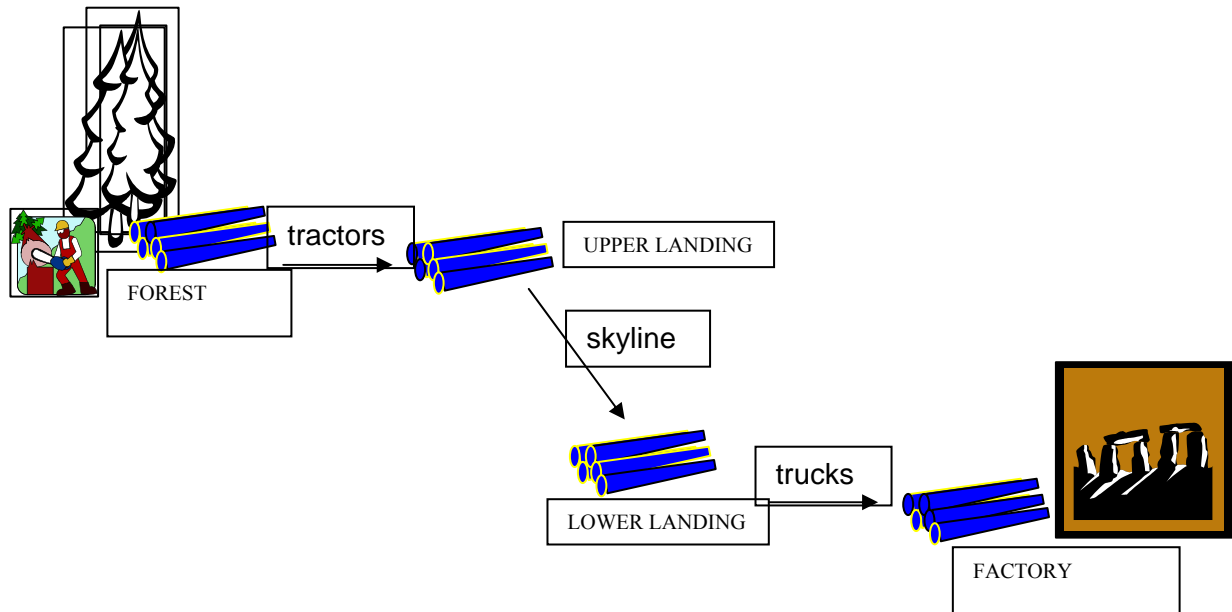 tractors
UPPER LANDING
FOREST
skyline
trucks
LOWER LANDING
FACTORY